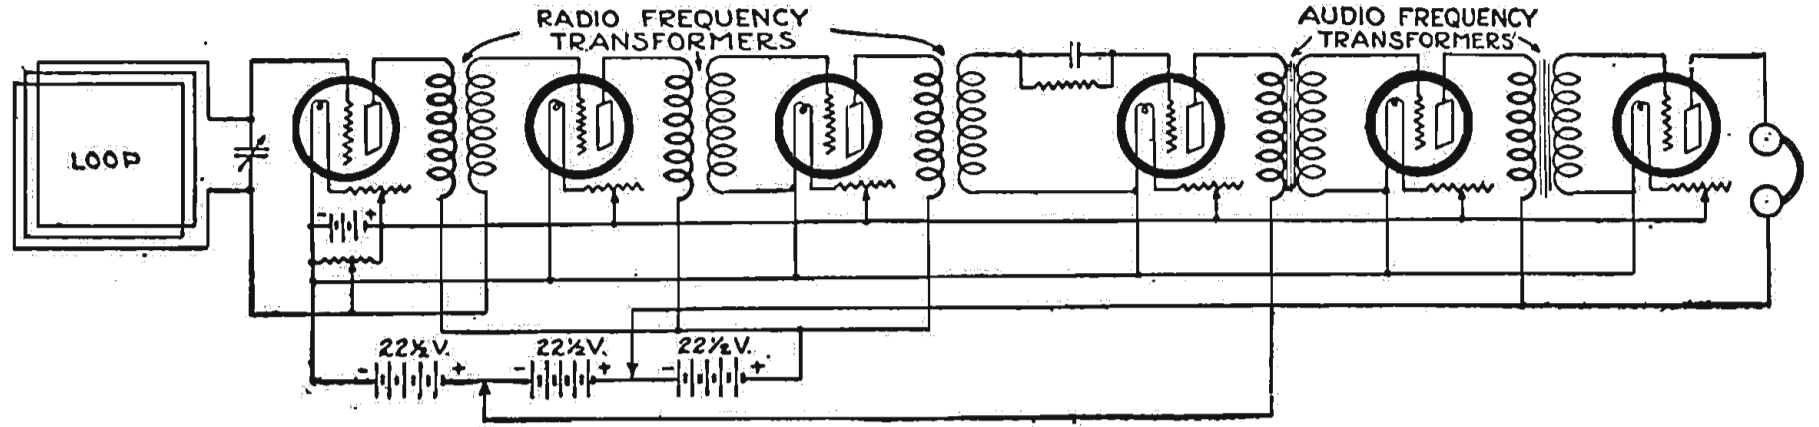 RADIO FREQUENCY
TRANSFORMERS
AUDIO FREQUENCY
TRANSFORMERS
LOOP
- +
22½V. 22½V. 22½V.
- + - + - +